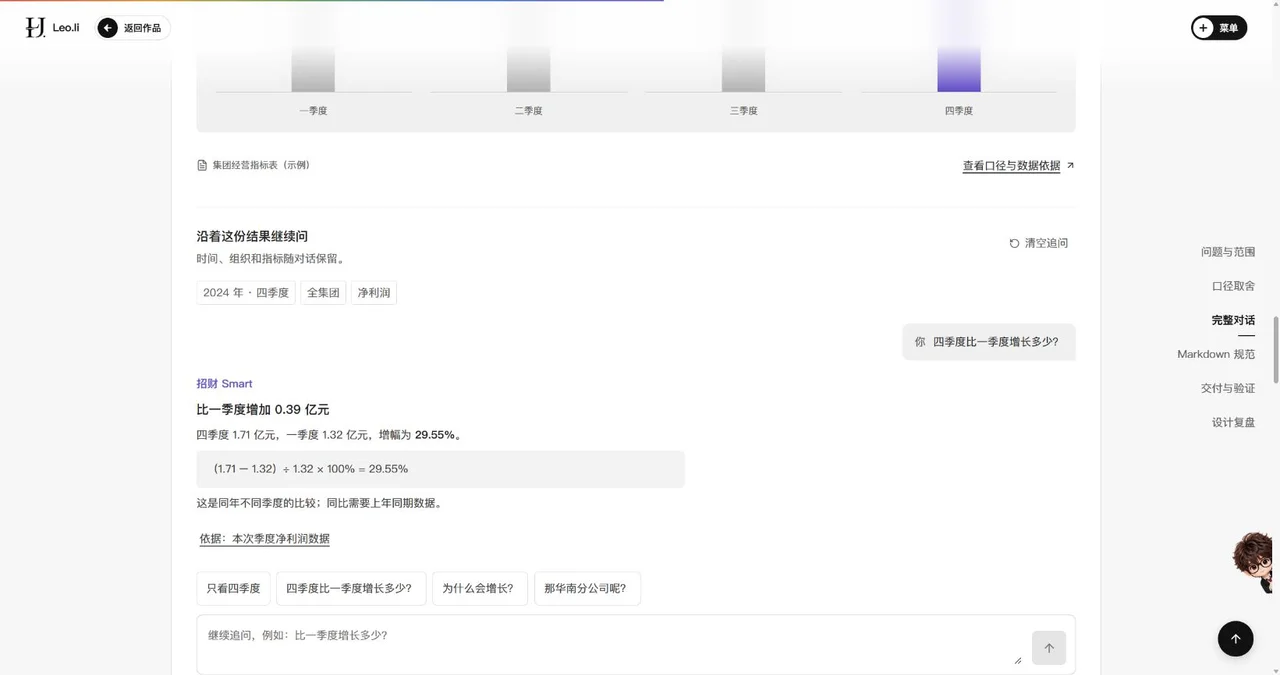 Leo.li
返回作品
菜单
一季度
二季度
三季度
四季度
集团经营指标表（示例）
查看口径与数据依据
沿着这份结果继续问
清空追问
时间、组织和指标随对话保留。
2024 年 · 四季度
全集团
净利润
你 四季度比一季度增长多少?
招财 Smart
比一季度增加 0.39 亿元
四季度 1.71 亿元，一季度 1.32 亿元，增幅为 29.55%。
（1.71 − 1.32）÷ 1.32 × 100% = 29.55%
这是同年不同季度的比较；同比需要上年同期数据。
依据：本次季度净利润数据
只看四季度
四季度比一季度增长多少?
为什么会增长?
那华南分公司呢?
继续追问，例如：比一季度增长多少?
问题与范围
口径取舍
完整对话
Markdown 规范
交付与验证
设计复盘